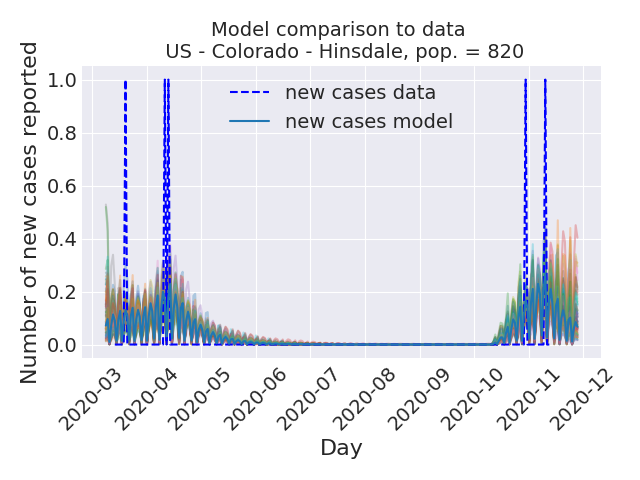 Model comparison to data
US - Colorado - Hinsdale, pop. = 820
Number of new cases reported
1.0
0.8
0.6
0.4
0.2
0.0
new cases data
new cases model
2020-03
2020-04
2020-05
2020-06
2020-07
2020-08
2020-09
2020-10
2020-11
2020-12
Day